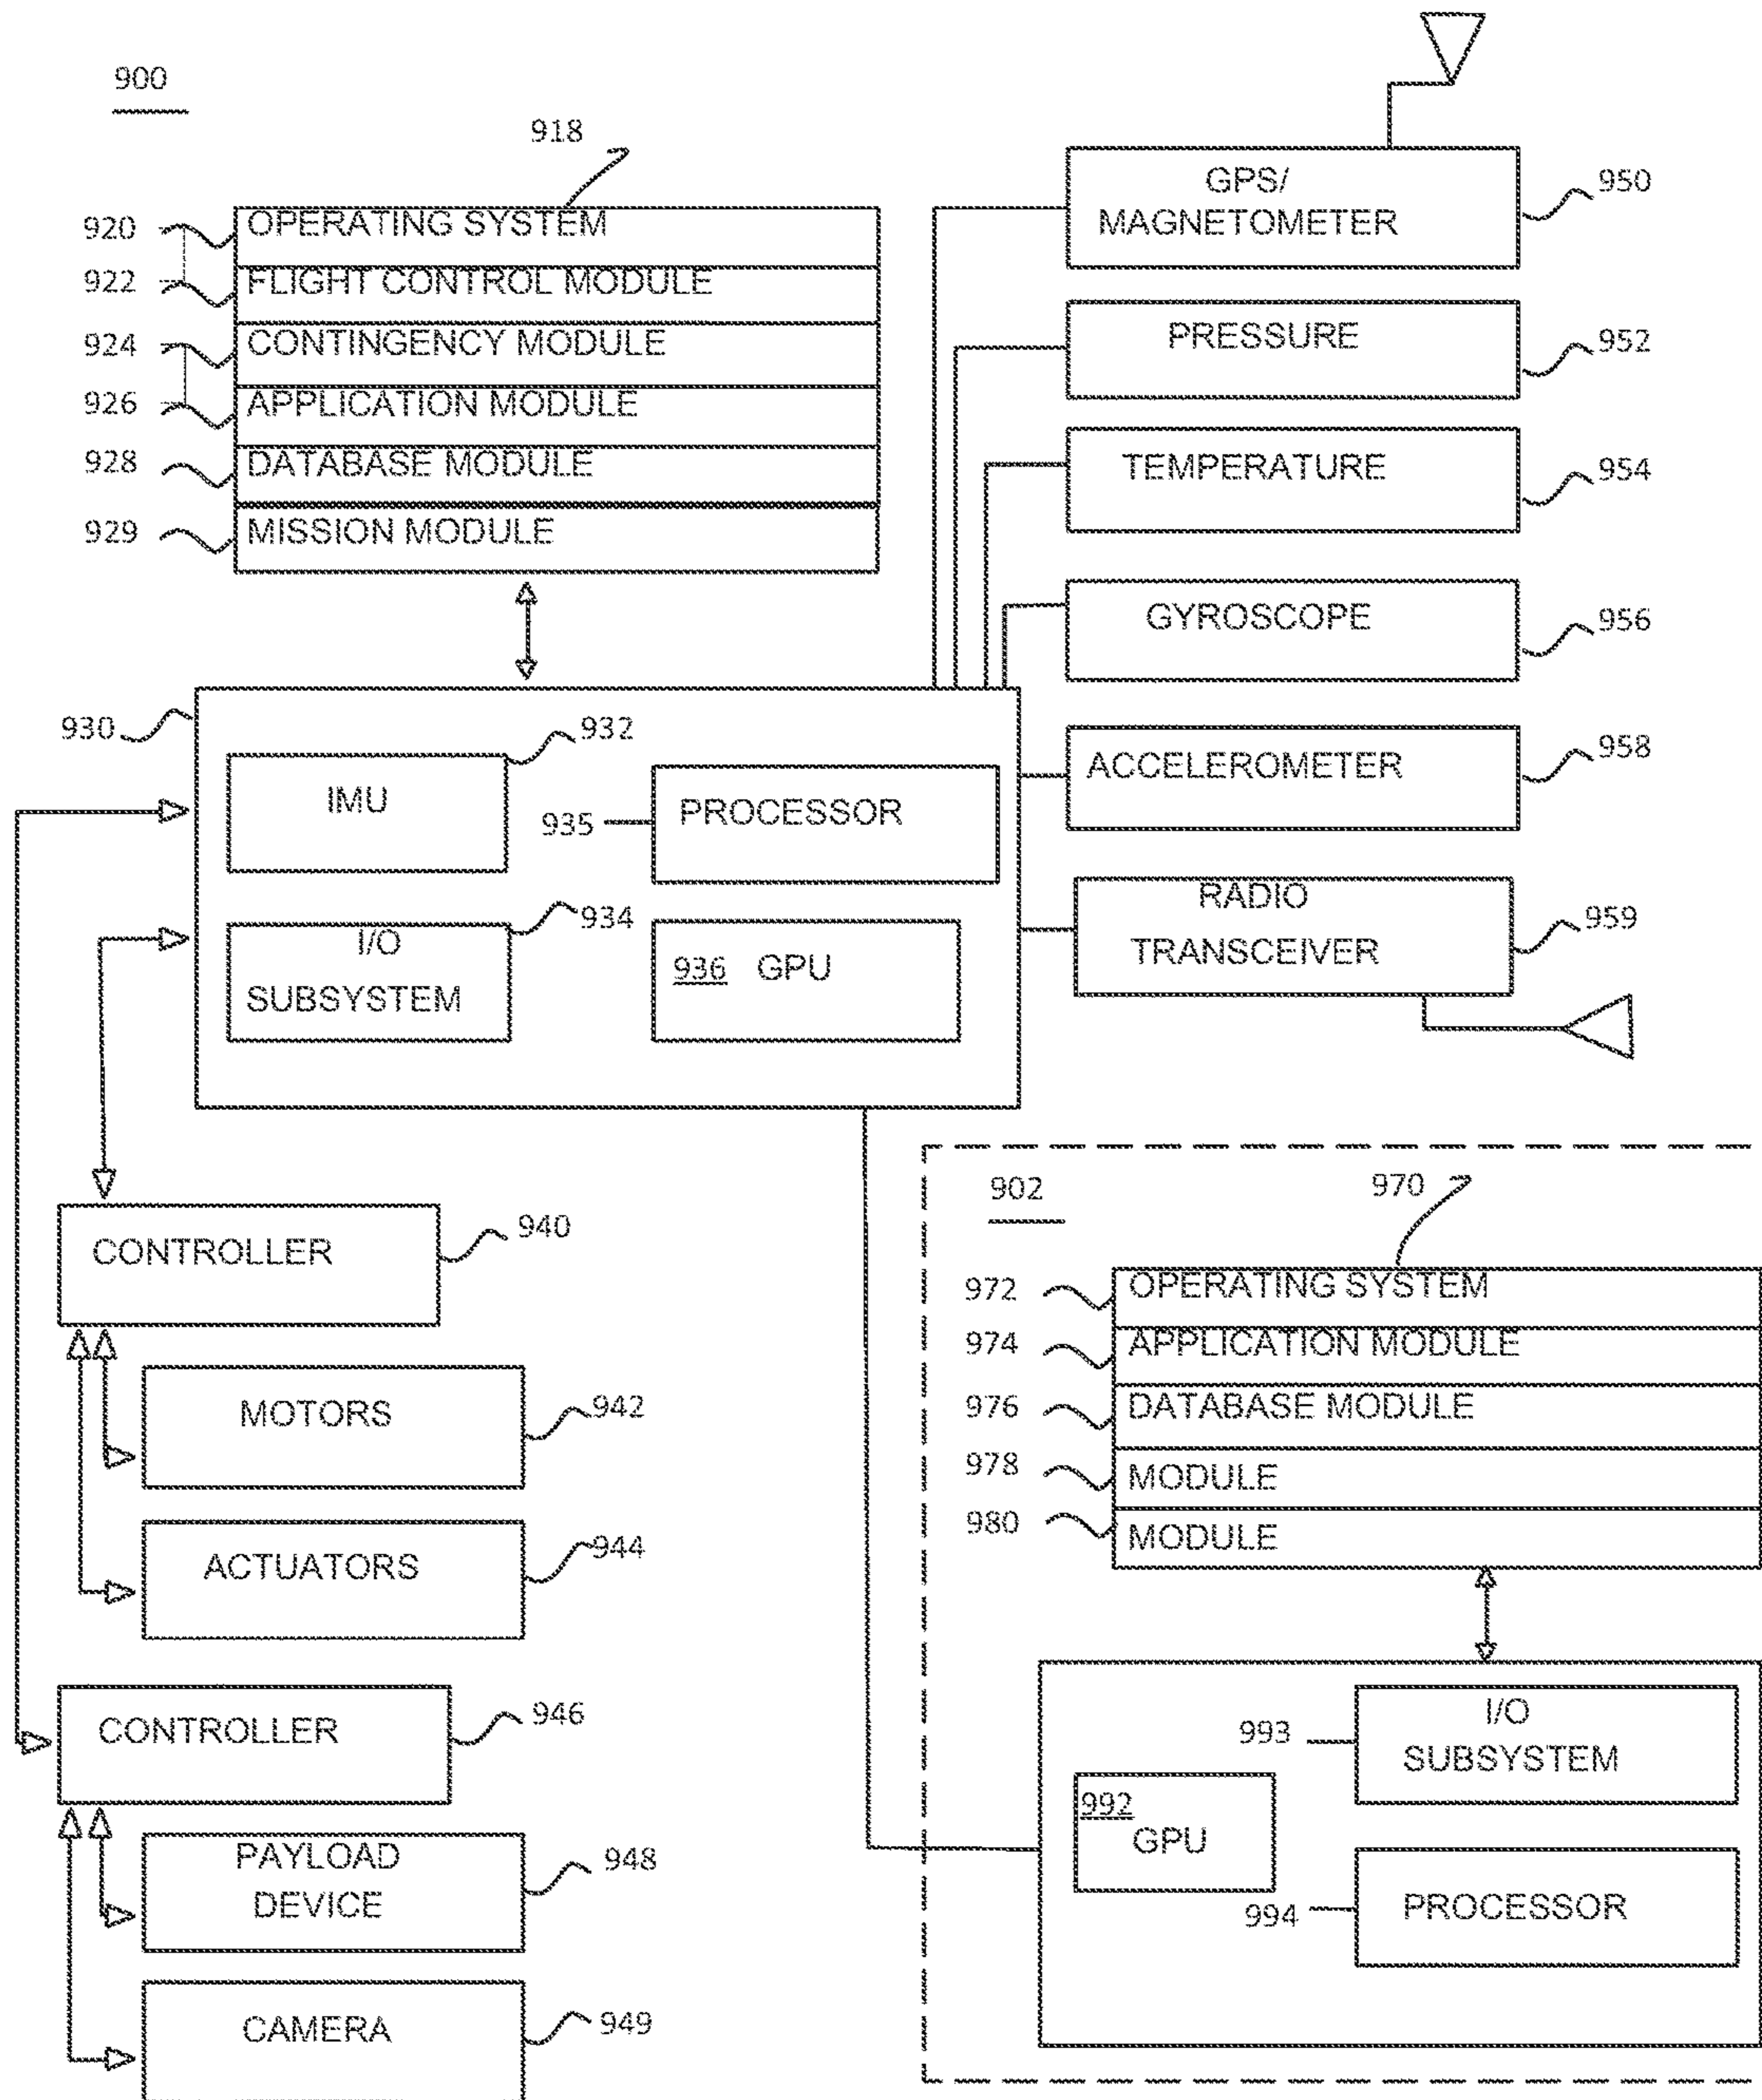 900
918
920 OPERATING SYSTEM
922 FLIGHT CONTROL MODULE
924 CONTINGENCY MODULE
926 APPLICATION MODULE
928 DATABASE MODULE
929 MISSION MODULE
GPS/
MAGNETOMETER 950
PRESSURE 952
TEMPERATURE 954
GYROSCOPE 956
ACCELEROMETER 958
RADIO
TRANSCEIVER 959
930
IMU 932
935 PROCESSOR
I/O
SUBSYSTEM 934
936 GPU
CONTROLLER 940
MOTORS 942
ACTUATORS 944
CONTROLLER 946
PAYLOAD
DEVICE 948
CAMERA 949
902
970
972 OPERATING SYSTEM
974 APPLICATION MODULE
976 DATABASE MODULE
978 MODULE
980 MODULE
993 I/O
SUBSYSTEM
992
GPU
994 PROCESSOR